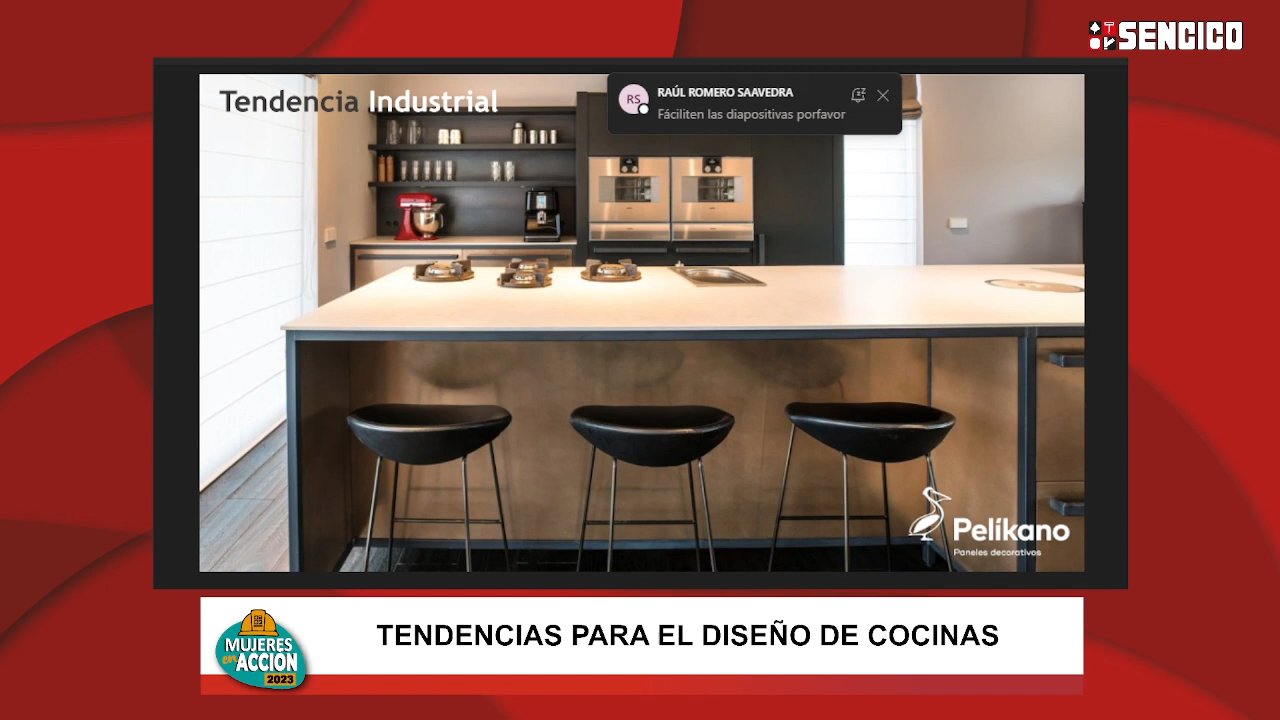 SENCICO
Tendencia Industrial
RS
RAÚL ROMERO SAAVEDRA
Fáciliten las diapositivas porfavor
Pelíkano
Paneles decorativos
MUJERES
en ACCIÓN
2023
TENDENCIAS PARA EL DISEÑO DE COCINAS